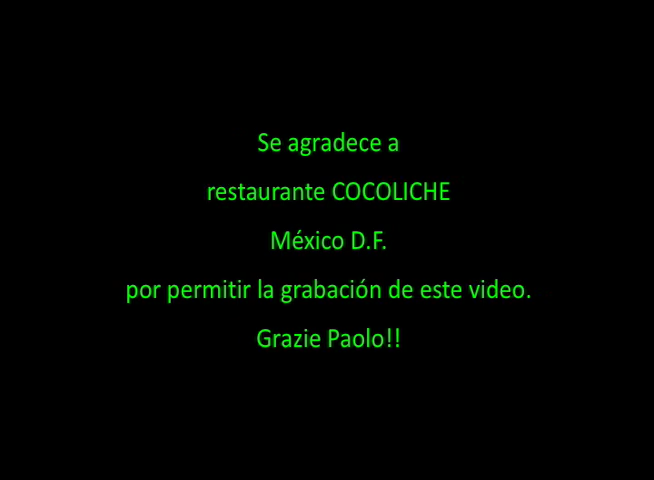 Se agradece a
restaurante COCOLICHE
México D.F.
por permitir la grabación de este video.
Grazie Paolo!!